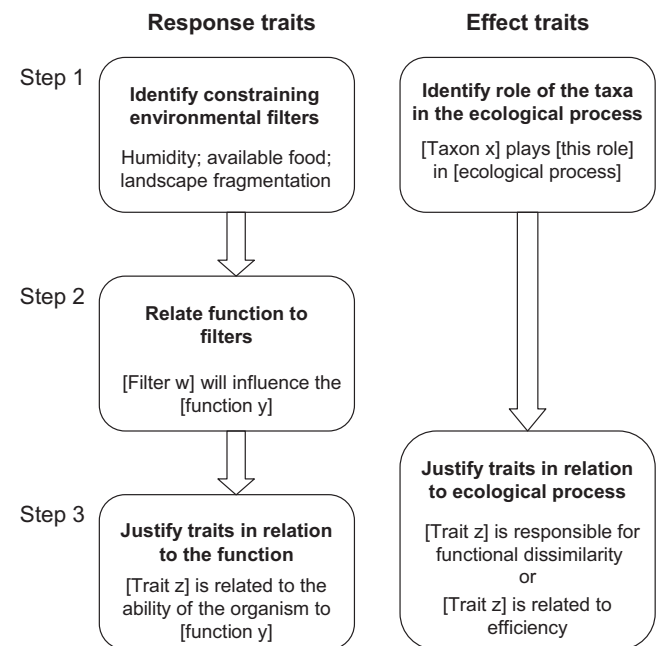 Response traits
Effect traits
Step 1
Identify constraining
environmental filters
Humidity; available food;
landscape fragmentation
Identify role of the taxa
in the ecological process
[Taxon x] plays [this role]
in [ecological process]
Step 2
Relate function to
filters
[Filter w] will influence the
[function y]
Step 3
Justify traits in relation
to the function
[Trait z] is related to the
ability of the organism to
[function y]
Justify traits in relation
to ecological process
[Trait z] is responsible for
functional dissimilarity
or
[Trait z] is related to
efficiency